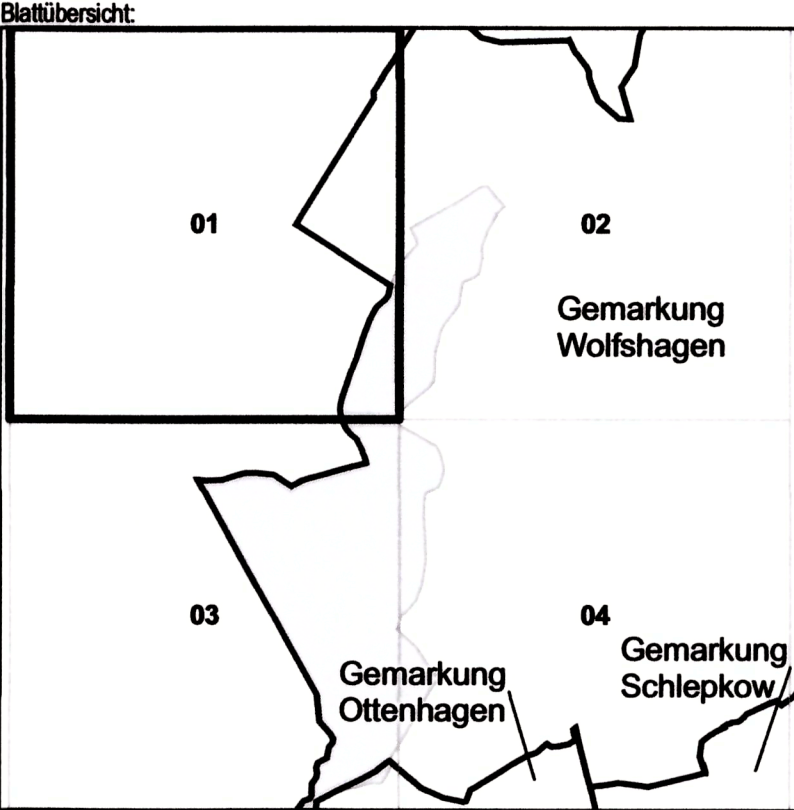 Blattübersicht:
01
02
Gemarkung
Wolfshagen
03
04
Gemarkung
Schlepkow
Gemarkung
Ottenhagen